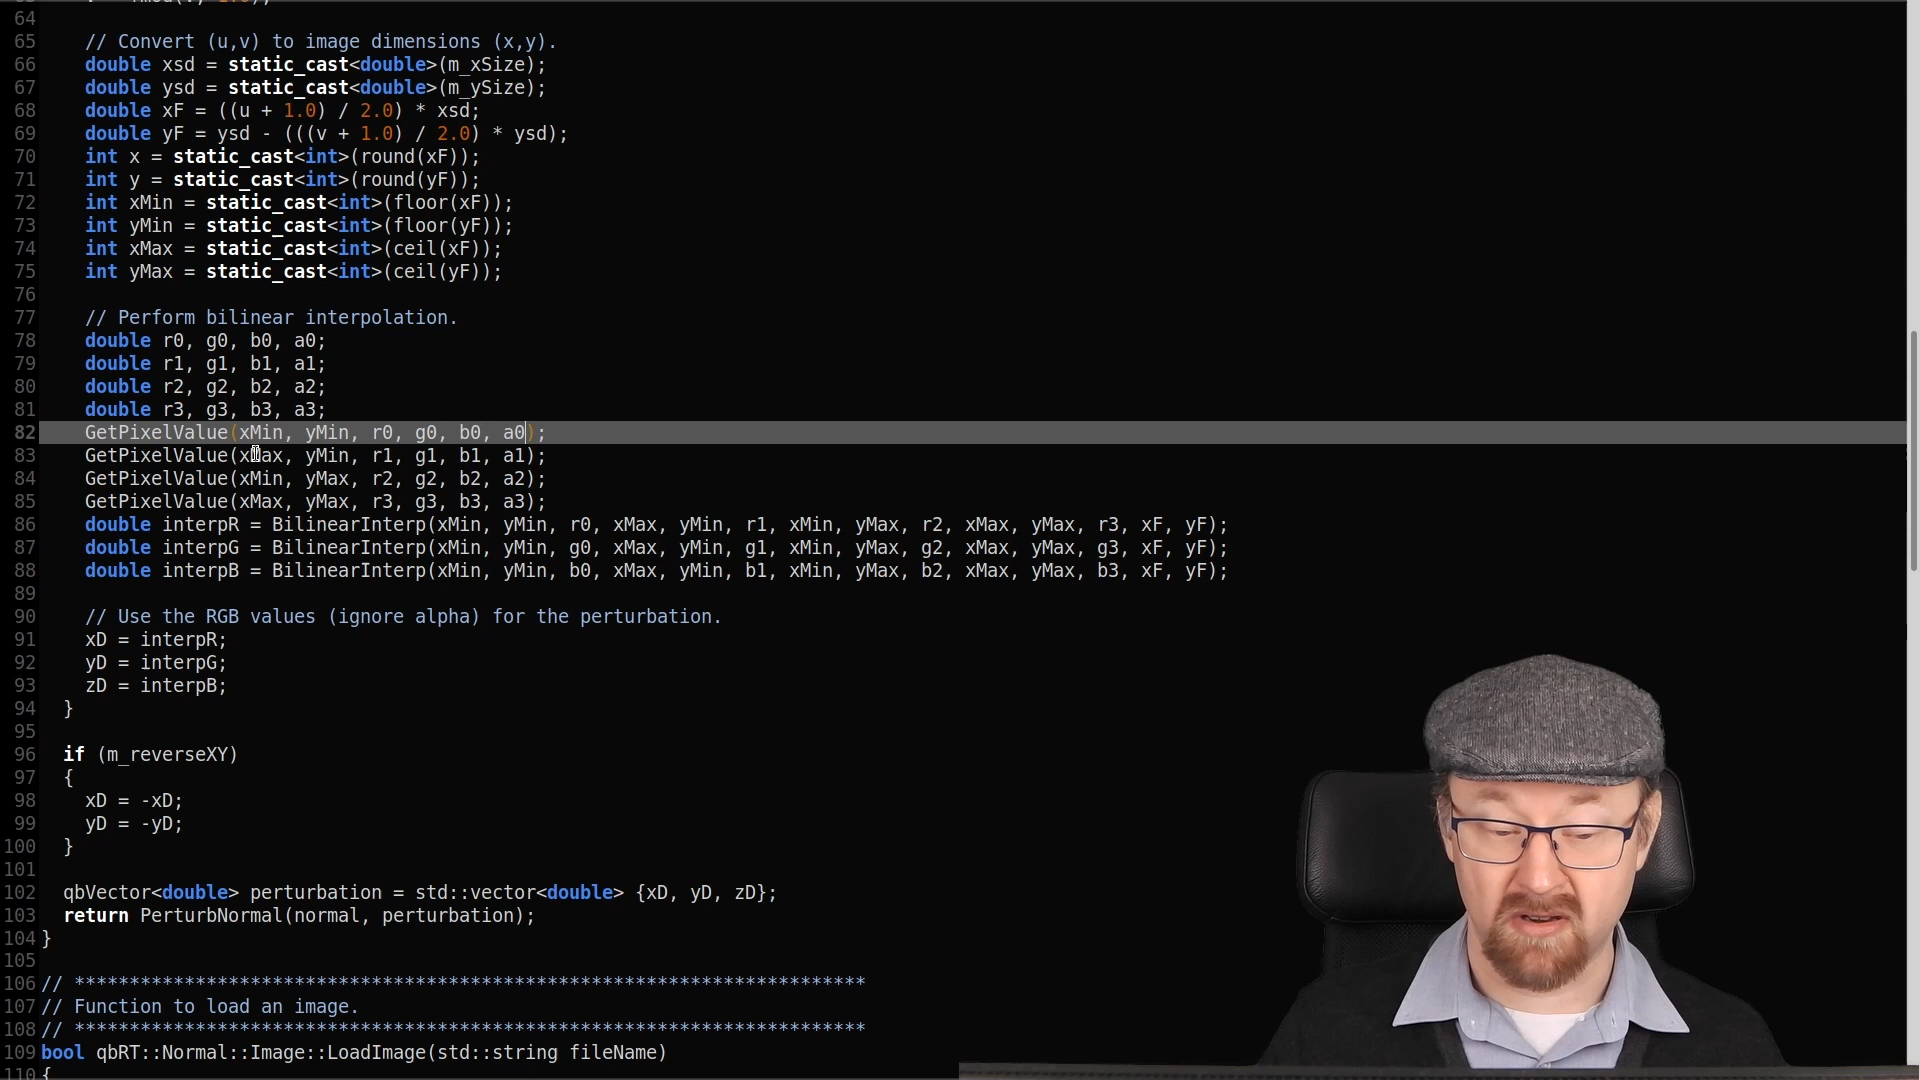 64
65 // Convert (u,v) to image dimensions (x,y).
66 double xsd = static_cast<double>(m_xSize);
67 double ysd = static_cast<double>(m_ySize);
68 double xF = ((u + 1.0) / 2.0) * xsd;
69 double yF = ysd - (((v + 1.0) / 2.0) * ysd);
70 int x = static_cast<int>(round(xF));
71 int y = static_cast<int>(round(yF));
72 int xMin = static_cast<int>(floor(xF));
73 int yMin = static_cast<int>(floor(yF));
74 int xMax = static_cast<int>(ceil(xF));
75 int yMax = static_cast<int>(ceil(yF));
76
77 // Perform bilinear interpolation.
78 double r0, g0, b0, a0;
79 double r1, g1, b1, a1;
80 double r2, g2, b2, a2;
81 double r3, g3, b3, a3;
82 GetPixelValue(xMin, yMin, r0, g0, b0, a0);
83 GetPixelValue(xMax, yMin, r1, g1, b1, a1);
84 GetPixelValue(xMin, yMax, r2, g2, b2, a2);
85 GetPixelValue(xMax, yMax, r3, g3, b3, a3);
86 double interpR = BilinearInterp(xMin, yMin, r0, xMax, yMin, r1, xMin, yMax, r2, xMax, yMax, r3, xF, yF);
87 double interpG = BilinearInterp(xMin, yMin, g0, xMax, yMin, g1, xMin, yMax, g2, xMax, yMax, g3, xF, yF);
88 double interpB = BilinearInterp(xMin, yMin, b0, xMax, yMin, b1, xMin, yMax, b2, xMax, yMax, b3, xF, yF);
89
90 // Use the RGB values (ignore alpha) for the perturbation.
91 xD = interpR;
92 yD = interpG;
93 zD = interpB;
94 }
95
96 if (m_reverseXY)
97 {
98 xD = -xD;
99 yD = -yD;
100 }
101
102 qbVector<double> perturbation = std::vector<double> {xD, yD, zD};
103 return PerturbNormal(normal, perturbation);
104 }
105
106 // ************************************************************************
107 // Function to load an image.
108 // ************************************************************************
109 bool qbRT::Normal::Image::LoadImage(std::string fileName)
110 {